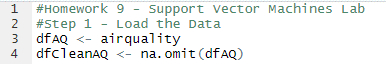 1 #Homework 9 - Support Vector Machines Lab
2 #Step 1 - Load the Data
3 dfAQ <- airquality
4 dfCleanAQ <- na.omit(dfAQ)